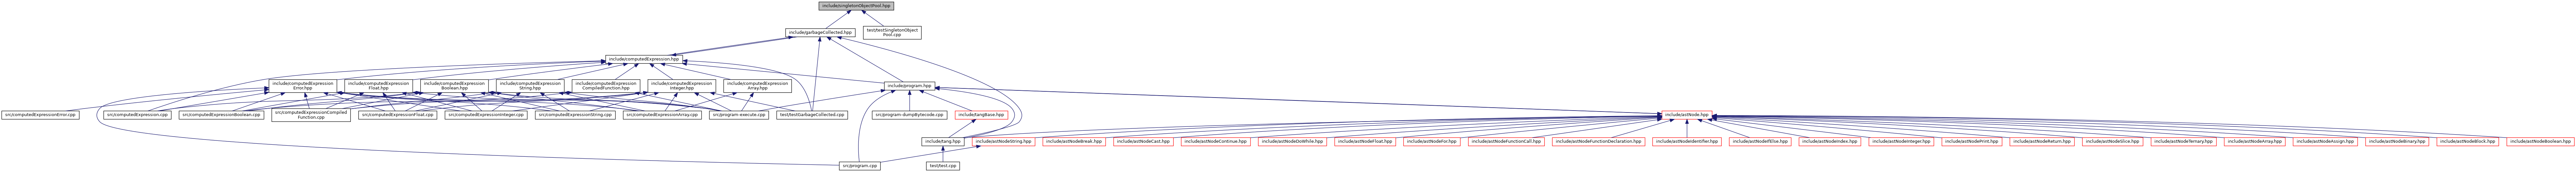 include/singletonObjectPool.hpp
include/garbageCollected.hpp
test/testSingletonObject
Pool.cpp
include/computedExpression.hpp
include/computedExpression
Error.hpp
include/computedExpression
Float.hpp
include/computedExpression
Boolean.hpp
include/computedExpression
String.hpp
include/computedExpression
CompiledFunction.hpp
include/computedExpression
Integer.hpp
include/computedExpression
Array.hpp
include/program.hpp
src/computedExpressionError.cpp
src/computedExpression.cpp
src/computedExpressionBoolean.cpp
src/computedExpressionCompiled
Function.cpp
src/computedExpressionFloat.cpp
src/computedExpressionInteger.cpp
src/computedExpressionString.cpp
src/computedExpressionArray.cpp
src/program-execute.cpp
test/testGarbageCollected.cpp
src/program-dumpBytecode.cpp
include/tangBase.hpp
include/astNode.hpp
include/tang.hpp
include/astNodeString.hpp
include/astNodeBreak.hpp
include/astNodeCast.hpp
include/astNodeContinue.hpp
include/astNodeDoWhile.hpp
include/astNodeFloat.hpp
include/astNodeFor.hpp
include/astNodeFunctionCall.hpp
include/astNodeFunctionDeclaration.hpp
include/astNodeIdentifier.hpp
include/astNodeIfElse.hpp
include/astNodeIndex.hpp
include/astNodeInteger.hpp
include/astNodePrint.hpp
include/astNodeReturn.hpp
include/astNodeSlice.hpp
include/astNodeTernary.hpp
include/astNodeArray.hpp
include/astNodeAssign.hpp
include/astNodeBinary.hpp
include/astNodeBlock.hpp
include/astNodeBoolean.hpp
src/program.cpp
test/test.cpp